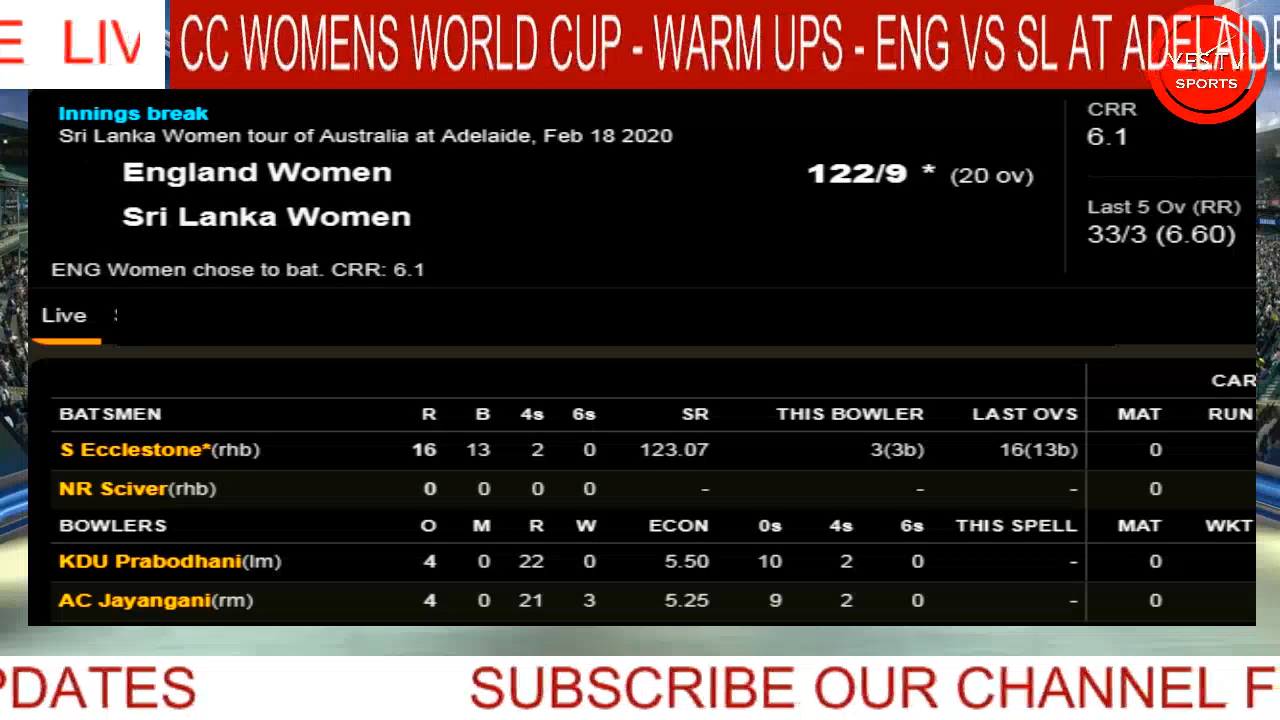 E LIV
CC WOMENS WORLD CUP - WARM UPS - ENG VS SL AT ADELAIDE
YES TV
SPORTS
Innings break
Sri Lanka Women tour of Australia at Adelaide, Feb 18 2020
England Women 122/9 * (20 ov)
Sri Lanka Women
ENG Women chose to bat. CRR: 6.1
CRR
6.1
Last 5 Ov (RR)
33/3 (6.60)
Live
CAR
BATSMEN R B 4s 6s SR THIS BOWLER LAST OVS MAT RUN
S Ecclestone*(rhb) 16 13 2 0 123.07 3(3b) 16(13b) 0
NR Sciver(rhb) 0 0 0 0 - - - 0
BOWLERS O M R W ECON 0s 4s 6s THIS SPELL MAT WKT
KDU Prabodhani(lm) 4 0 22 0 5.50 10 2 0 - 0
AC Jayangani(rm) 4 0 21 3 5.25 9 2 0 - 0
PDATES SUBSCRIBE OUR CHANNEL F